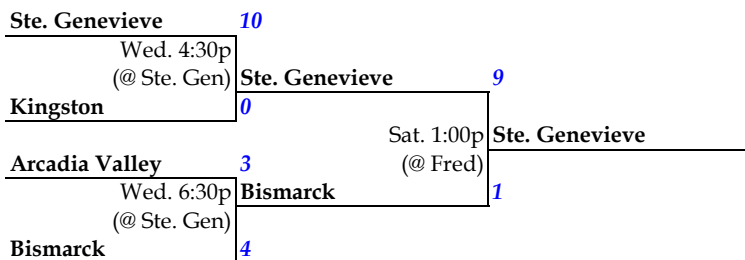 Ste. Genevieve 10
Wed. 4:30p
(@ Ste. Gen) Ste. Genevieve 9
Kingston 0
Sat. 1:00p Ste. Genevieve
Arcadia Valley 3 (@ Fred)
Wed. 6:30p Bismarck 1
(@ Ste. Gen)
Bismarck 4